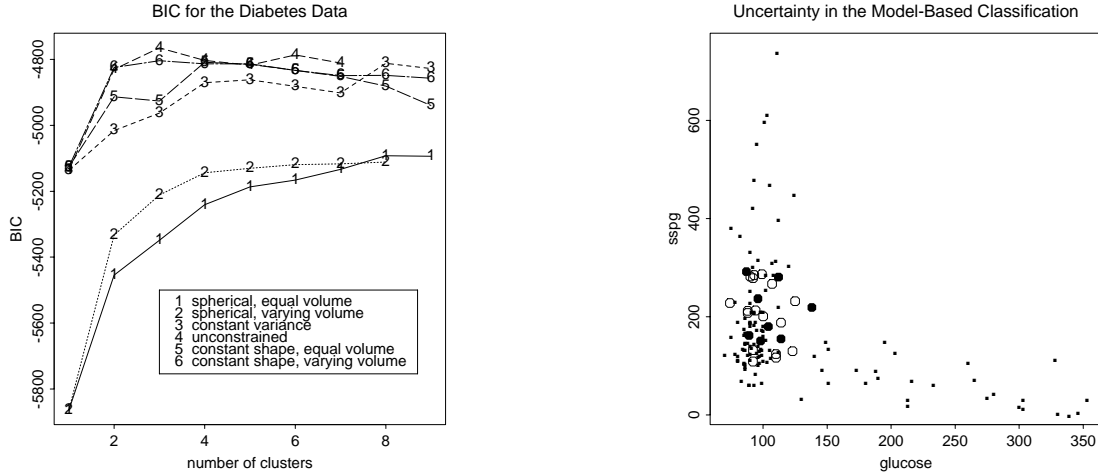 BIC for the Diabetes Data
BIC
-4800
-5000
-5200
-5400
-5600
-5800
2 4 6 8
number of clusters
1 spherical, equal volume
2 spherical, varying volume
3 constant variance
4 unconstrained
5 constant shape, equal volume
6 constant shape, varying volume
Uncertainty in the Model-Based Classification
sspg
600
400
200
0
100 150 200 250 300 350
glucose